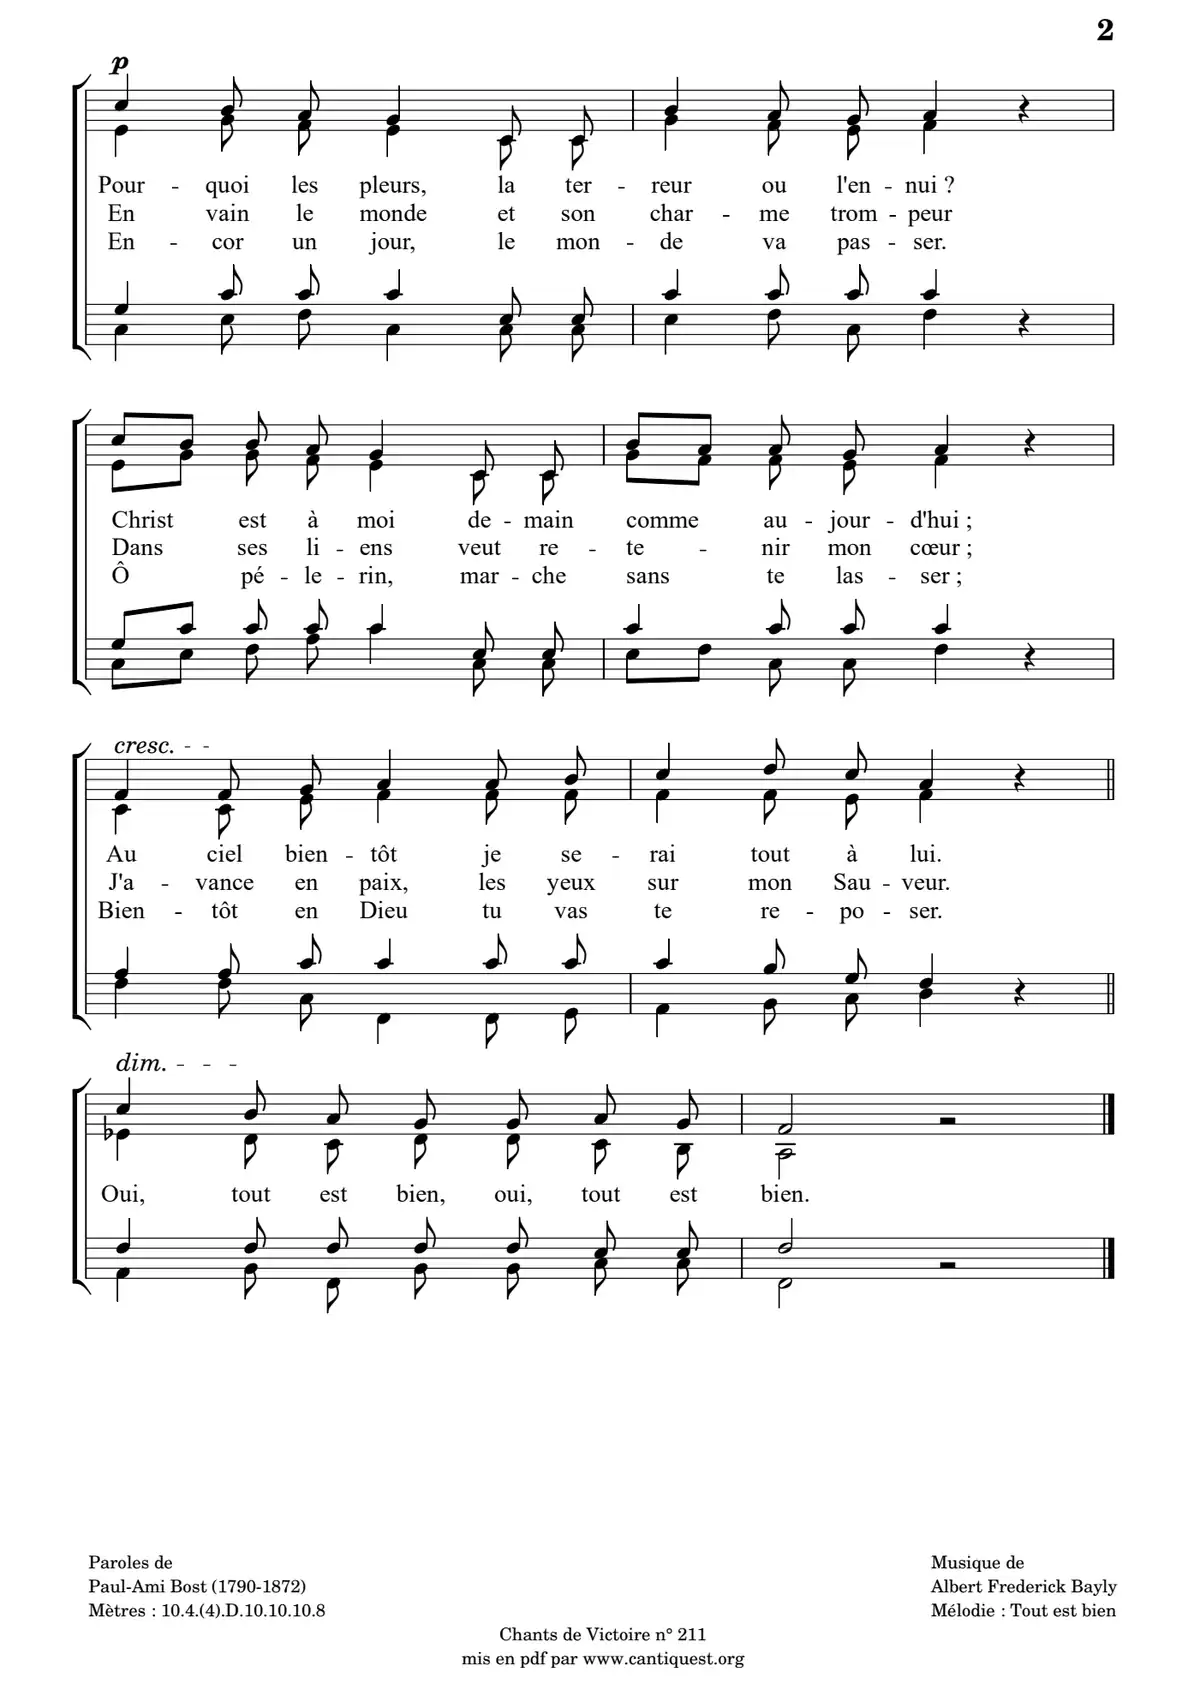 2
p
Pour - quoi les pleurs, la ter - reur ou l'en - nui ?
En vain le monde et son char - me trom - peur
En - cor un jour, le mon - de va pas - ser.
Christ est à moi de - main comme au - jour - d'hui ;
Dans ses li - ens veut re - te - nir mon cœur ;
Ô pé - le - rin, mar - che sans te las - ser ;
cresc. - -
Au ciel bien - tôt je se - rai tout à lui.
J'a - vance en paix, les yeux sur mon Sau - veur.
Bien - tôt en Dieu tu vas te re - po - ser.
dim. - - -
Oui, tout est bien, oui, tout est bien.
Paroles de
Paul-Ami Bost (1790-1872)
Mètres : 10.4.(4).D.10.10.10.8
Musique de
Albert Frederick Bayly
Mélodie : Tout est bien
Chants de Victoire n° 211
mis en pdf par www.cantiquest.org